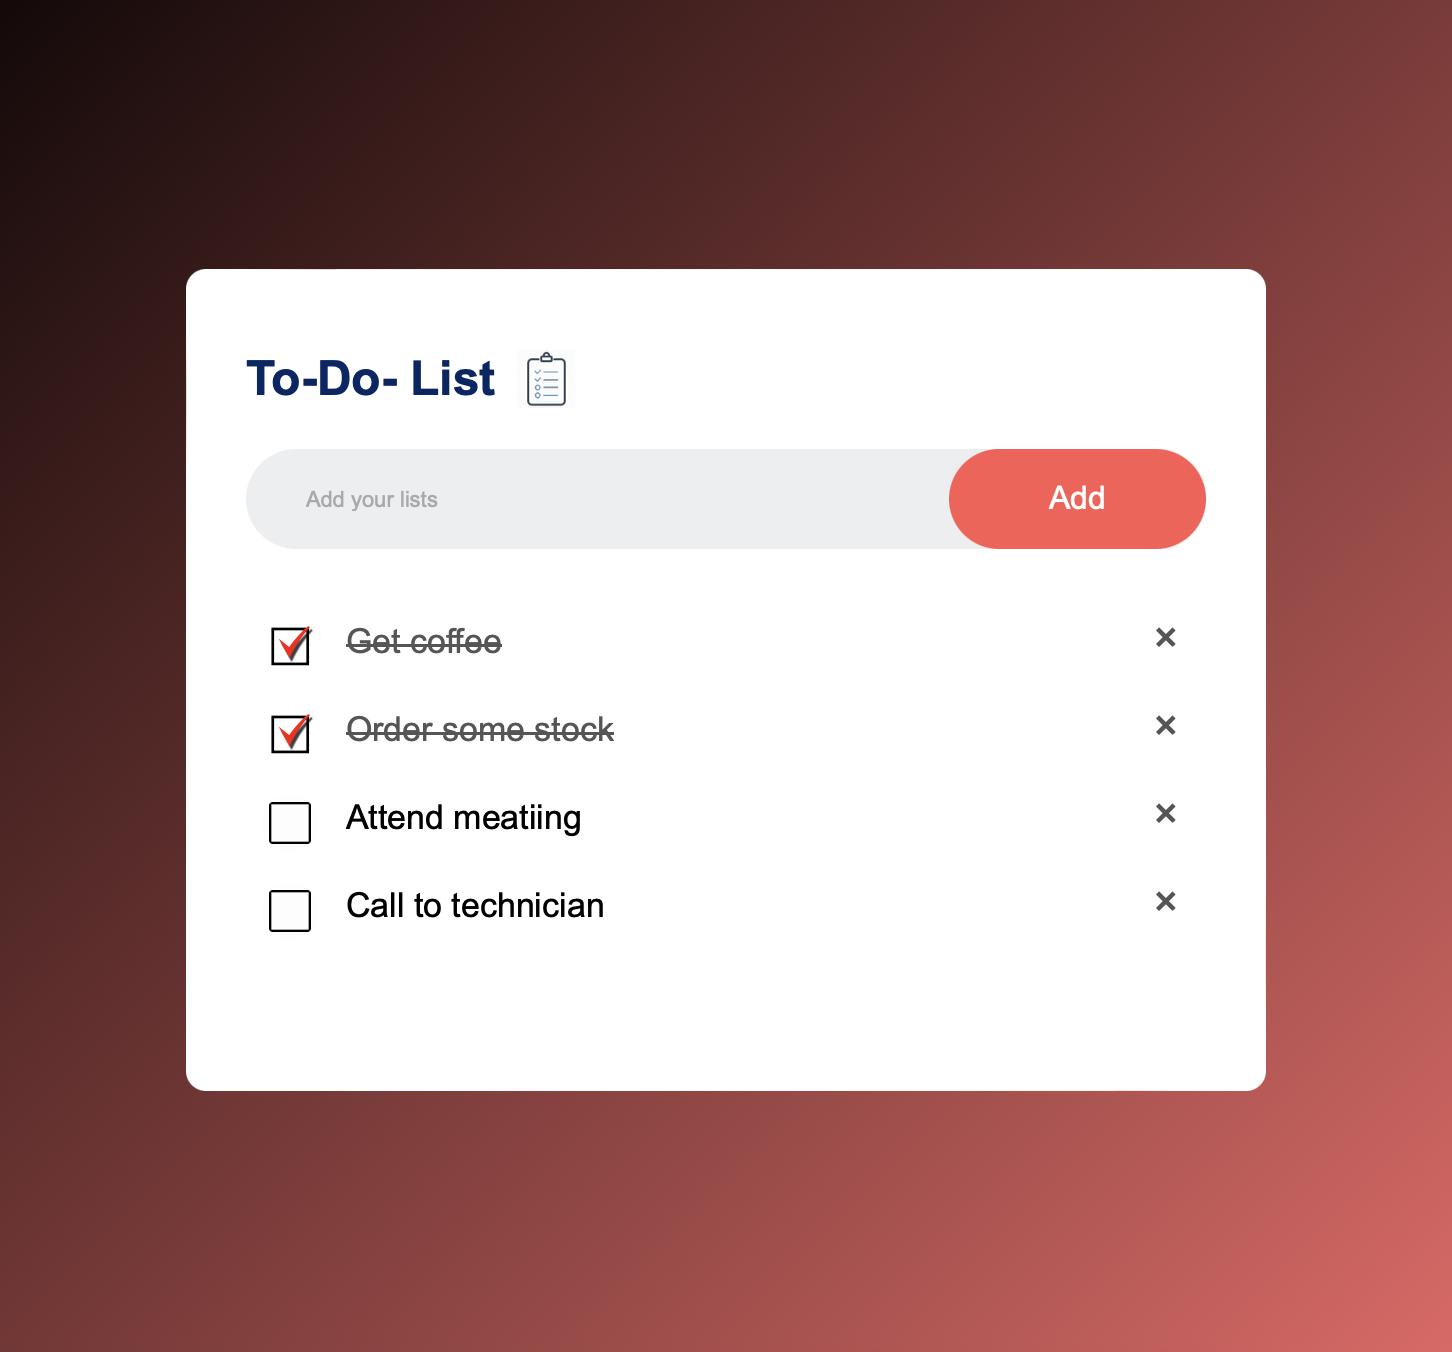 To-Do- List
Add your lists
Add
Get coffee
Order some stock
Attend meatiing
Call to technician